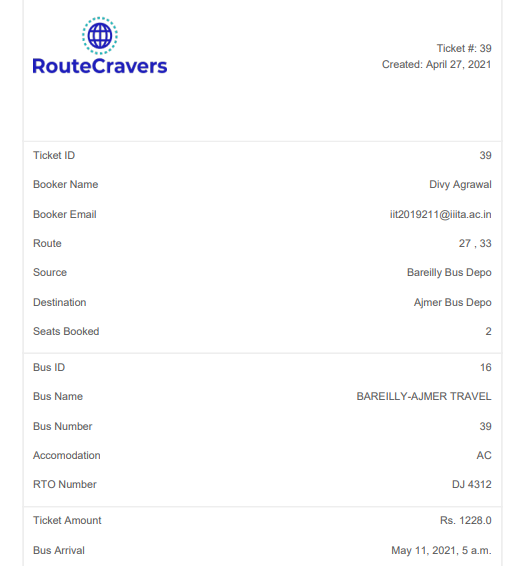 RouteCravers
Ticket #: 39
Created: April 27, 2021
Ticket ID 39
Booker Name Divy Agrawal
Booker Email iit2019211@iiita.ac.in
Route 27 , 33
Source Bareilly Bus Depo
Destination Ajmer Bus Depo
Seats Booked 2
Bus ID 16
Bus Name BAREILLY-AJMER TRAVEL
Bus Number 39
Accomodation AC
RTO Number DJ 4312
Ticket Amount Rs. 1228.0
Bus Arrival May 11, 2021, 5 a.m.